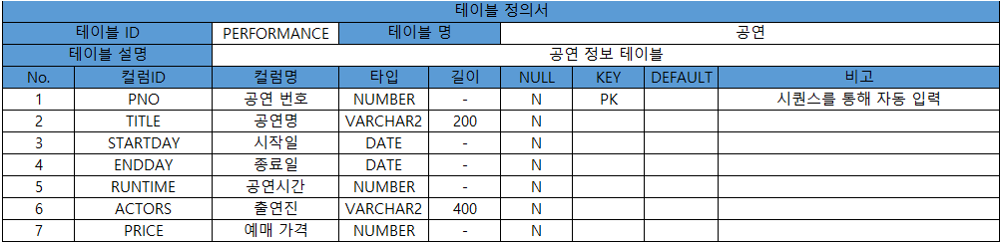 테이블 정의서
테이블 ID PERFORMANCE 테이블 명 공연
테이블 설명 공연 정보 테이블
No. 컬럼ID 컬럼명 타입 길이 NULL KEY DEFAULT 비고
1 PNO 공연 번호 NUMBER - N PK 시퀀스를 통해 자동 입력
2 TITLE 공연명 VARCHAR2 200 N
3 STARTDAY 시작일 DATE - N
4 ENDDAY 종료일 DATE - N
5 RUNTIME 공연시간 NUMBER - N
6 ACTORS 출연진 VARCHAR2 400 N
7 PRICE 예매 가격 NUMBER - N